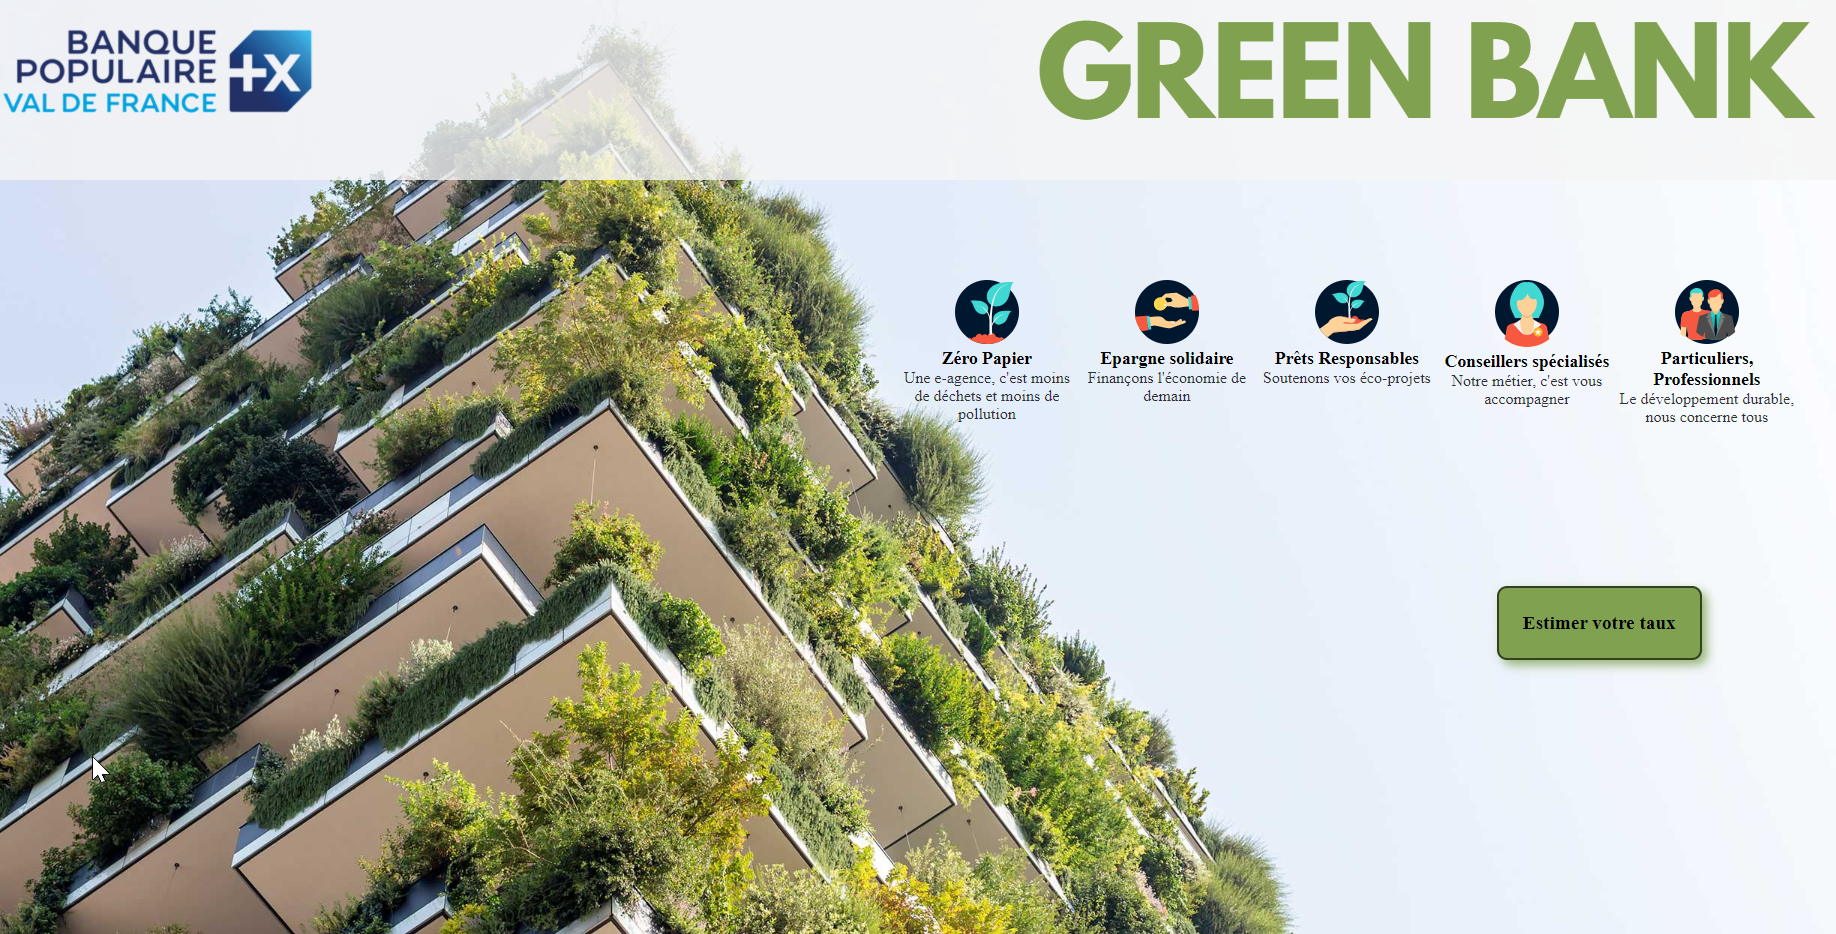 BANQUE
POPULAIRE
VAL DE FRANCE
+X
GREEN BANK
Zéro Papier
Une e-agence, c'est moins
de déchets et moins de
pollution
Epargne solidaire
Finançons l'économie de
demain
Prêts Responsables
Soutenons vos éco-projets
Conseillers spécialisés
Notre métier, c'est vous
accompagner
Particuliers,
Professionnels
Le développement durable,
nous concerne tous
Estimer votre taux